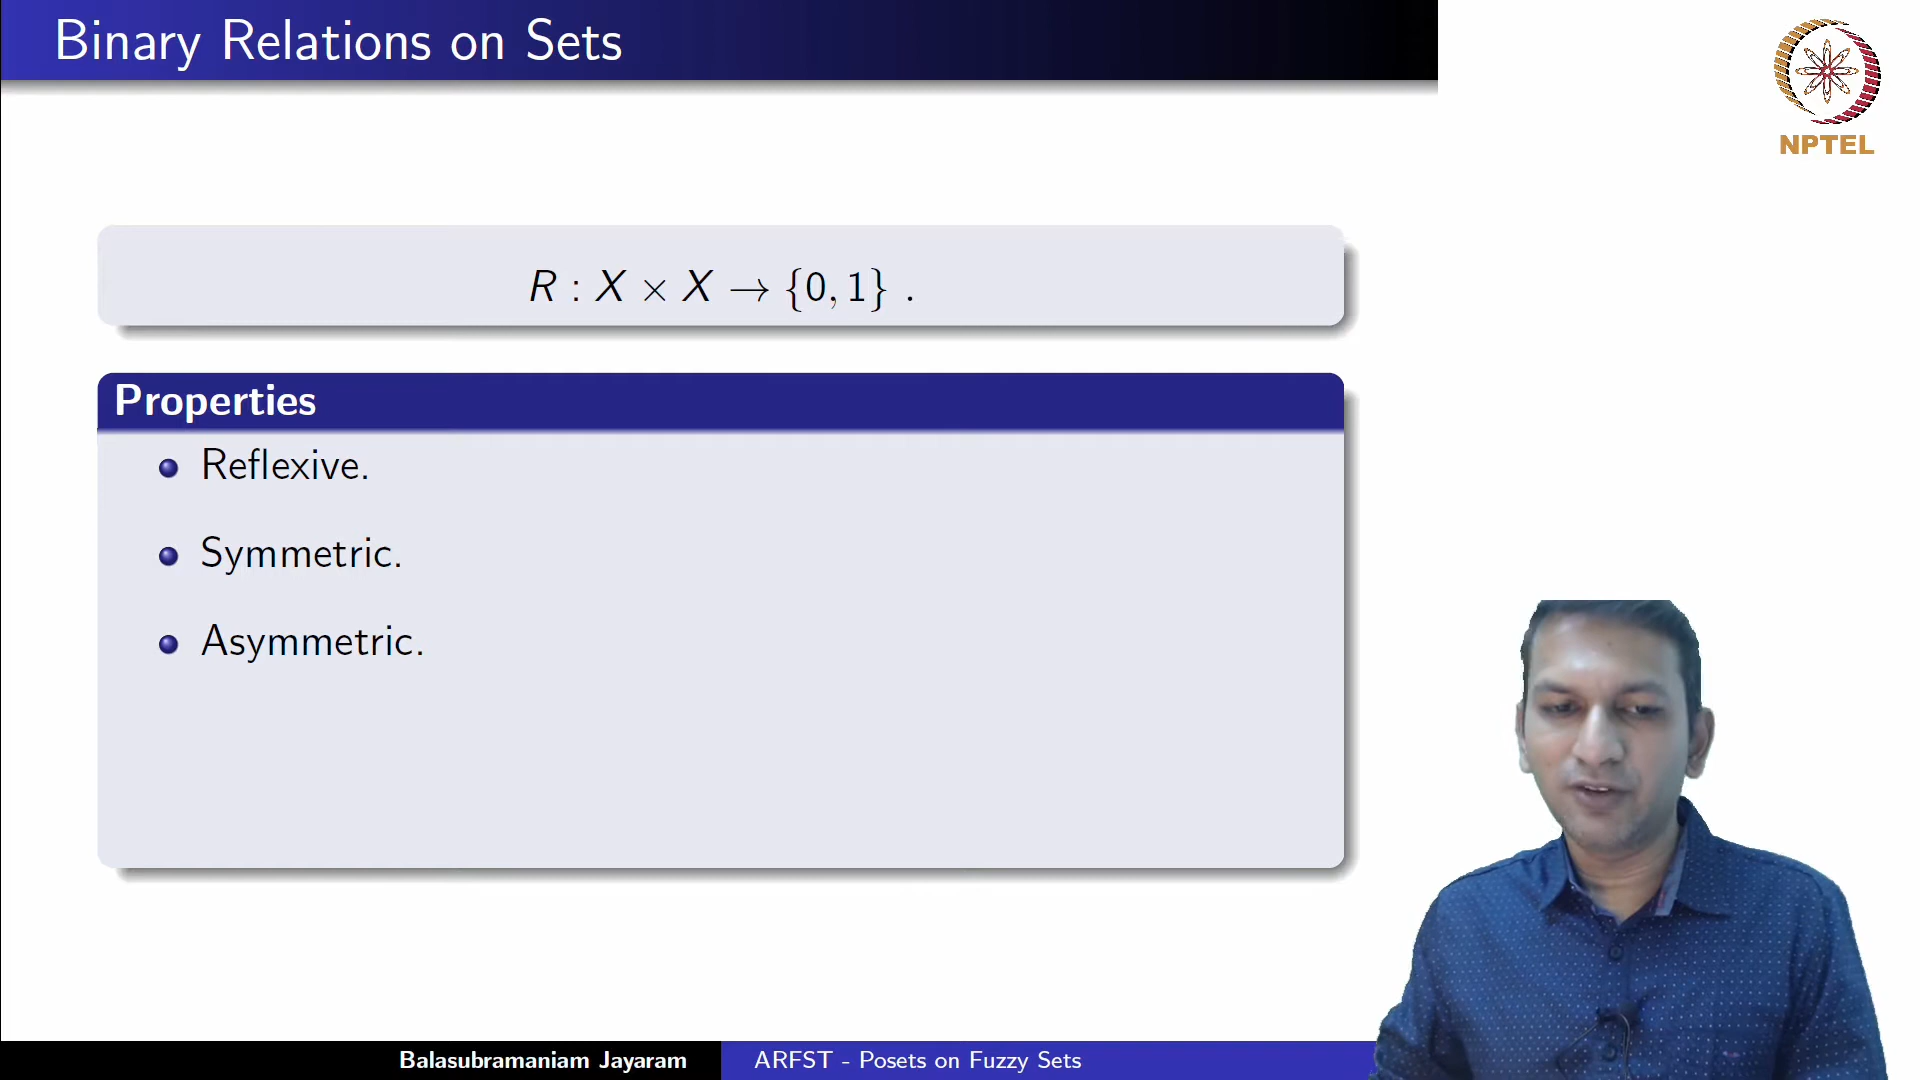 Binary Relations on Sets
NPTEL
R : X × X → {0, 1} .
Properties
Reflexive.
Symmetric.
Asymmetric.
Balasubramaniam Jayaram
ARFST - Posets on Fuzzy Sets